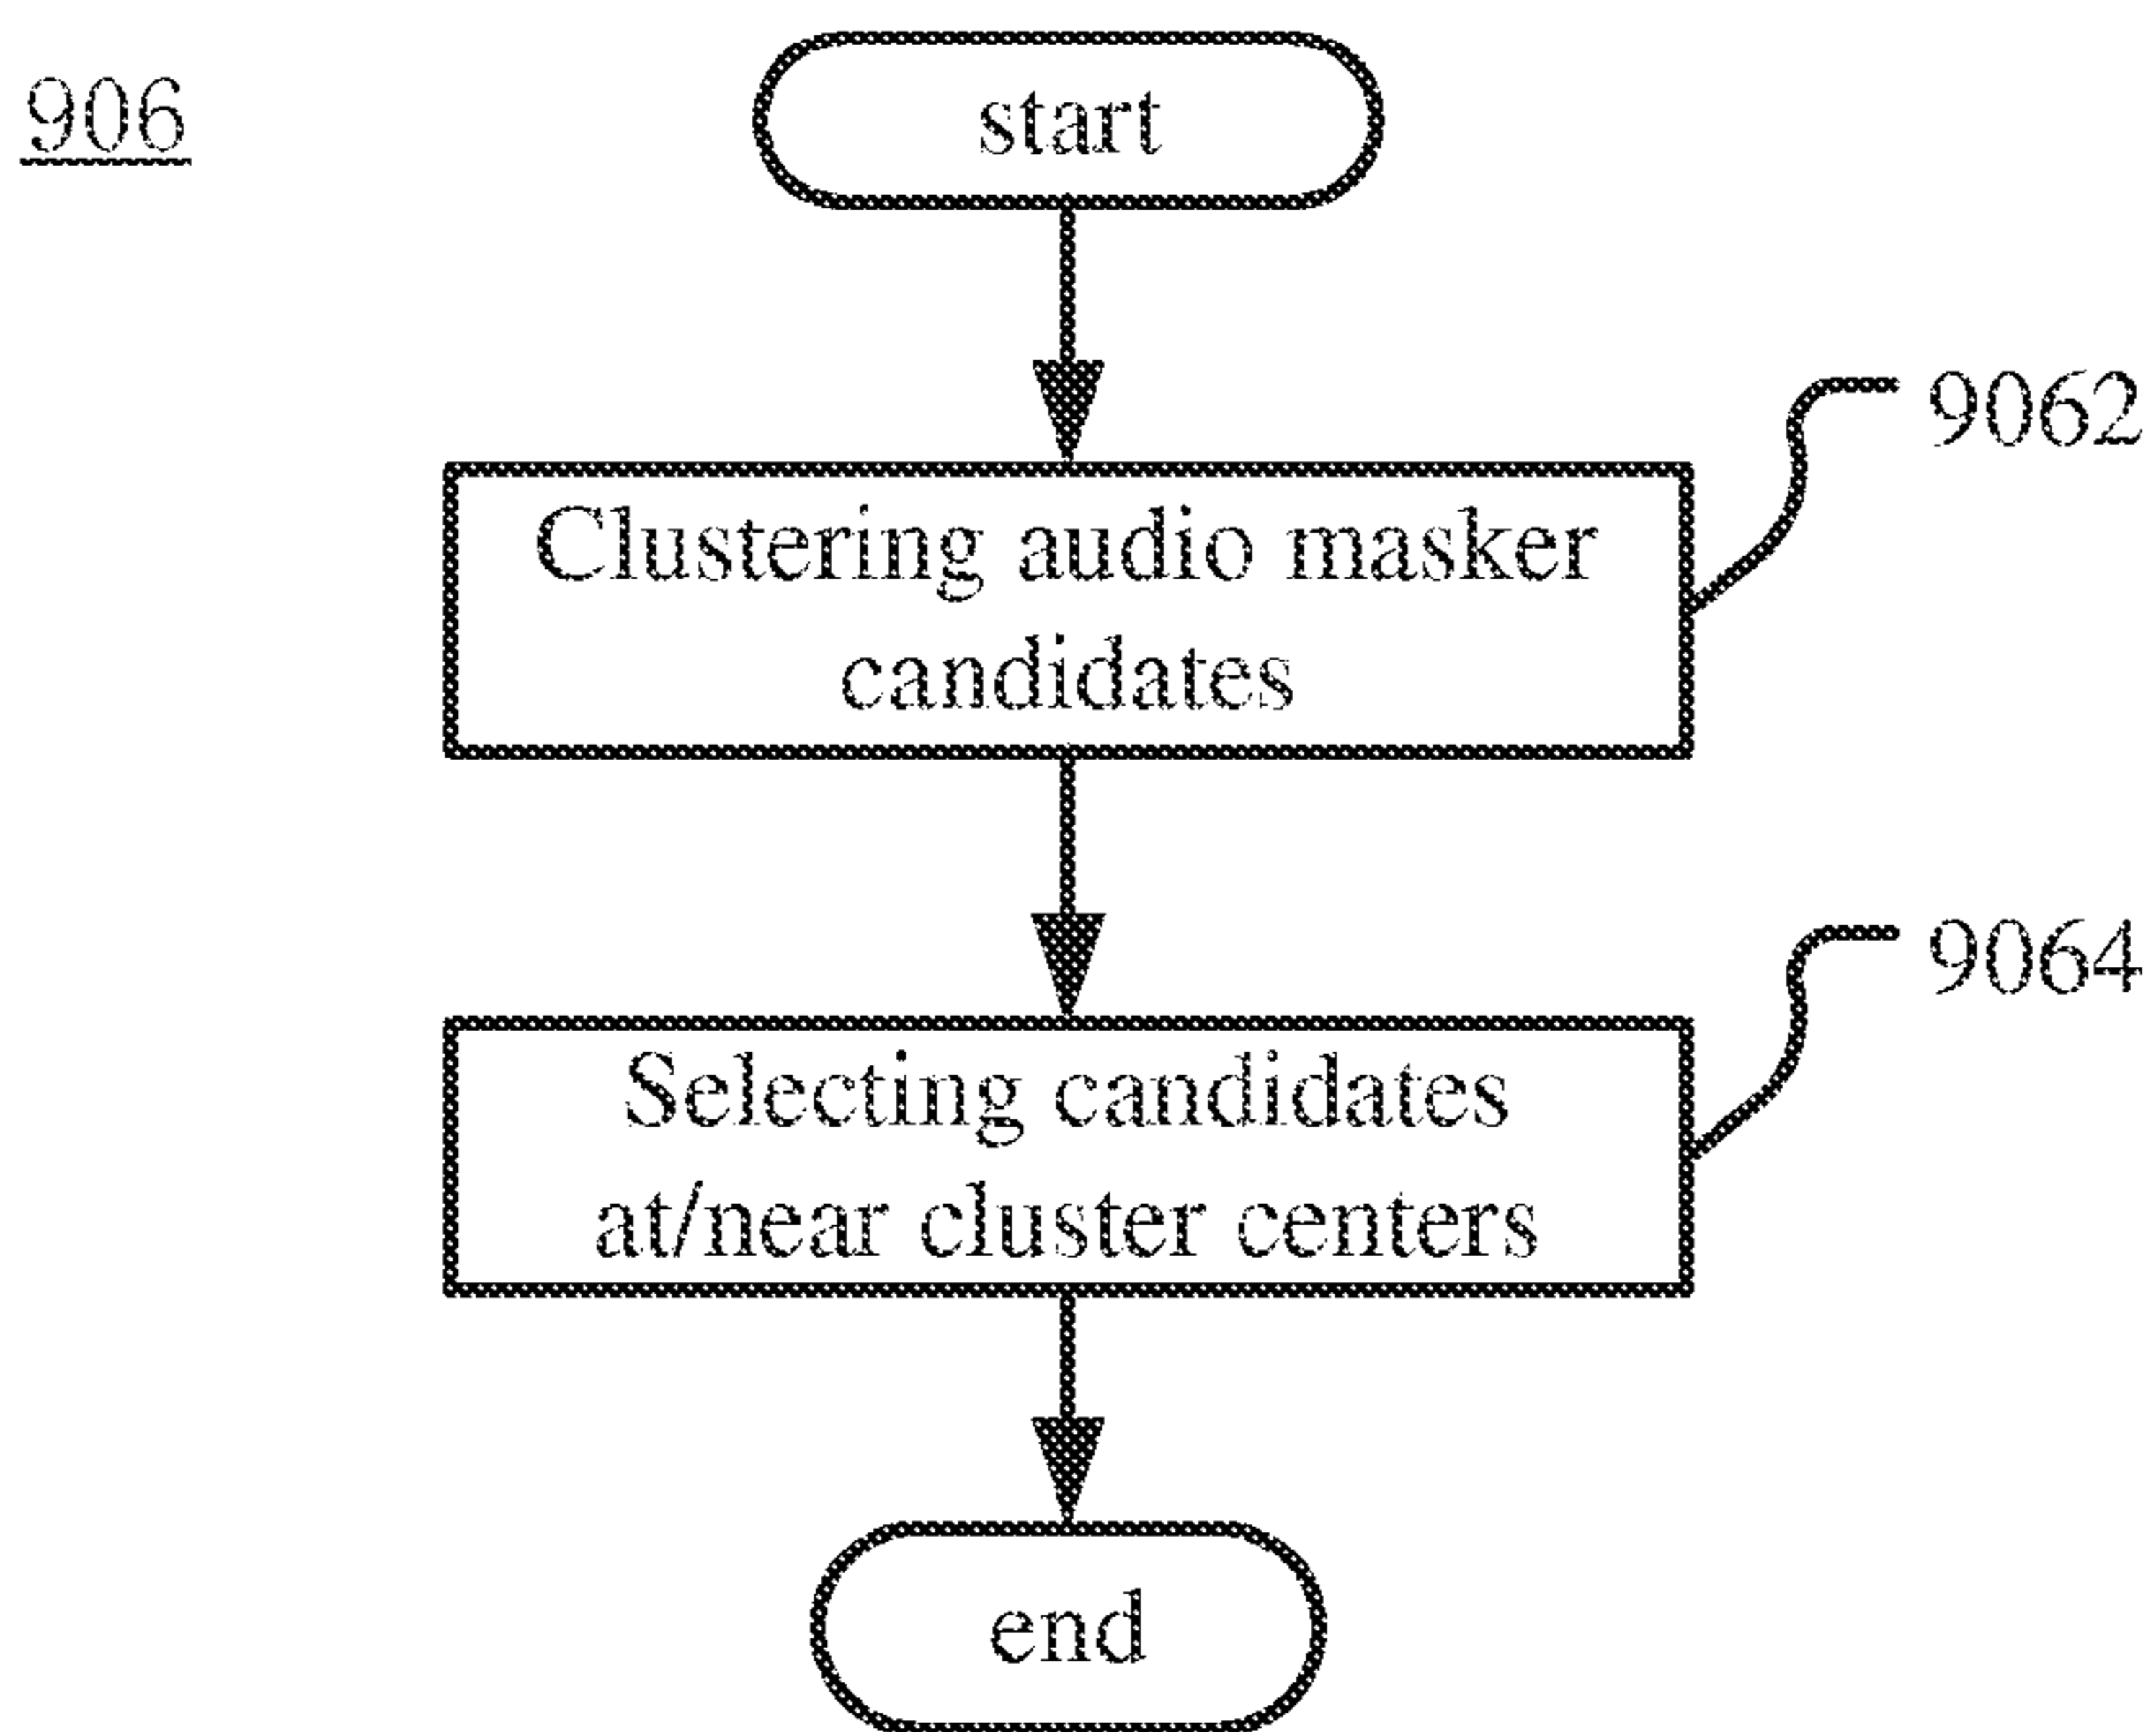 906
start
9062
Clustering audio masker
candidates
9064
Selecting candidates
at/near cluster centers
end